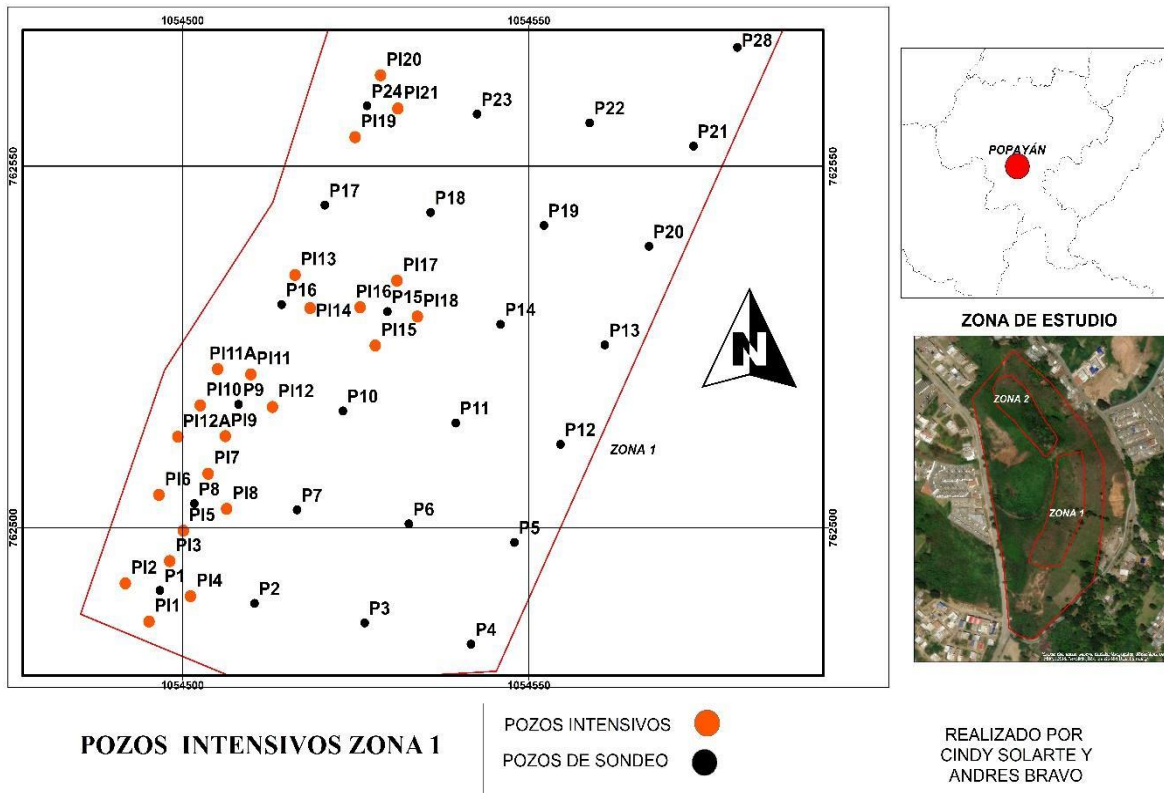 1054500
1054550
P28
PI20
P24
PI21
P23
P22
PI19
P21
762550
762550
P17
P18
P19
P20
PI13
PI17
P16
PI14
PI16
P15
PI18
P14
P13
PI15
PI11A
PI11
PI10
P9
PI12
P10
P11
PI12A
PI9
P12
ZONA 1
PI7
PI6
P8
PI8
P7
P6
PI5
P5
762500
762500
PI3
PI2
P1
PI4
P2
PI1
P3
P4
1054500
1054550
N
POPAYÁN
ZONA DE ESTUDIO
ZONA 2
ZONA 1
POZOS INTENSIVOS ZONA 1
POZOS INTENSIVOS
POZOS DE SONDEO
REALIZADO POR
CINDY SOLARTE Y
ANDRES BRAVO